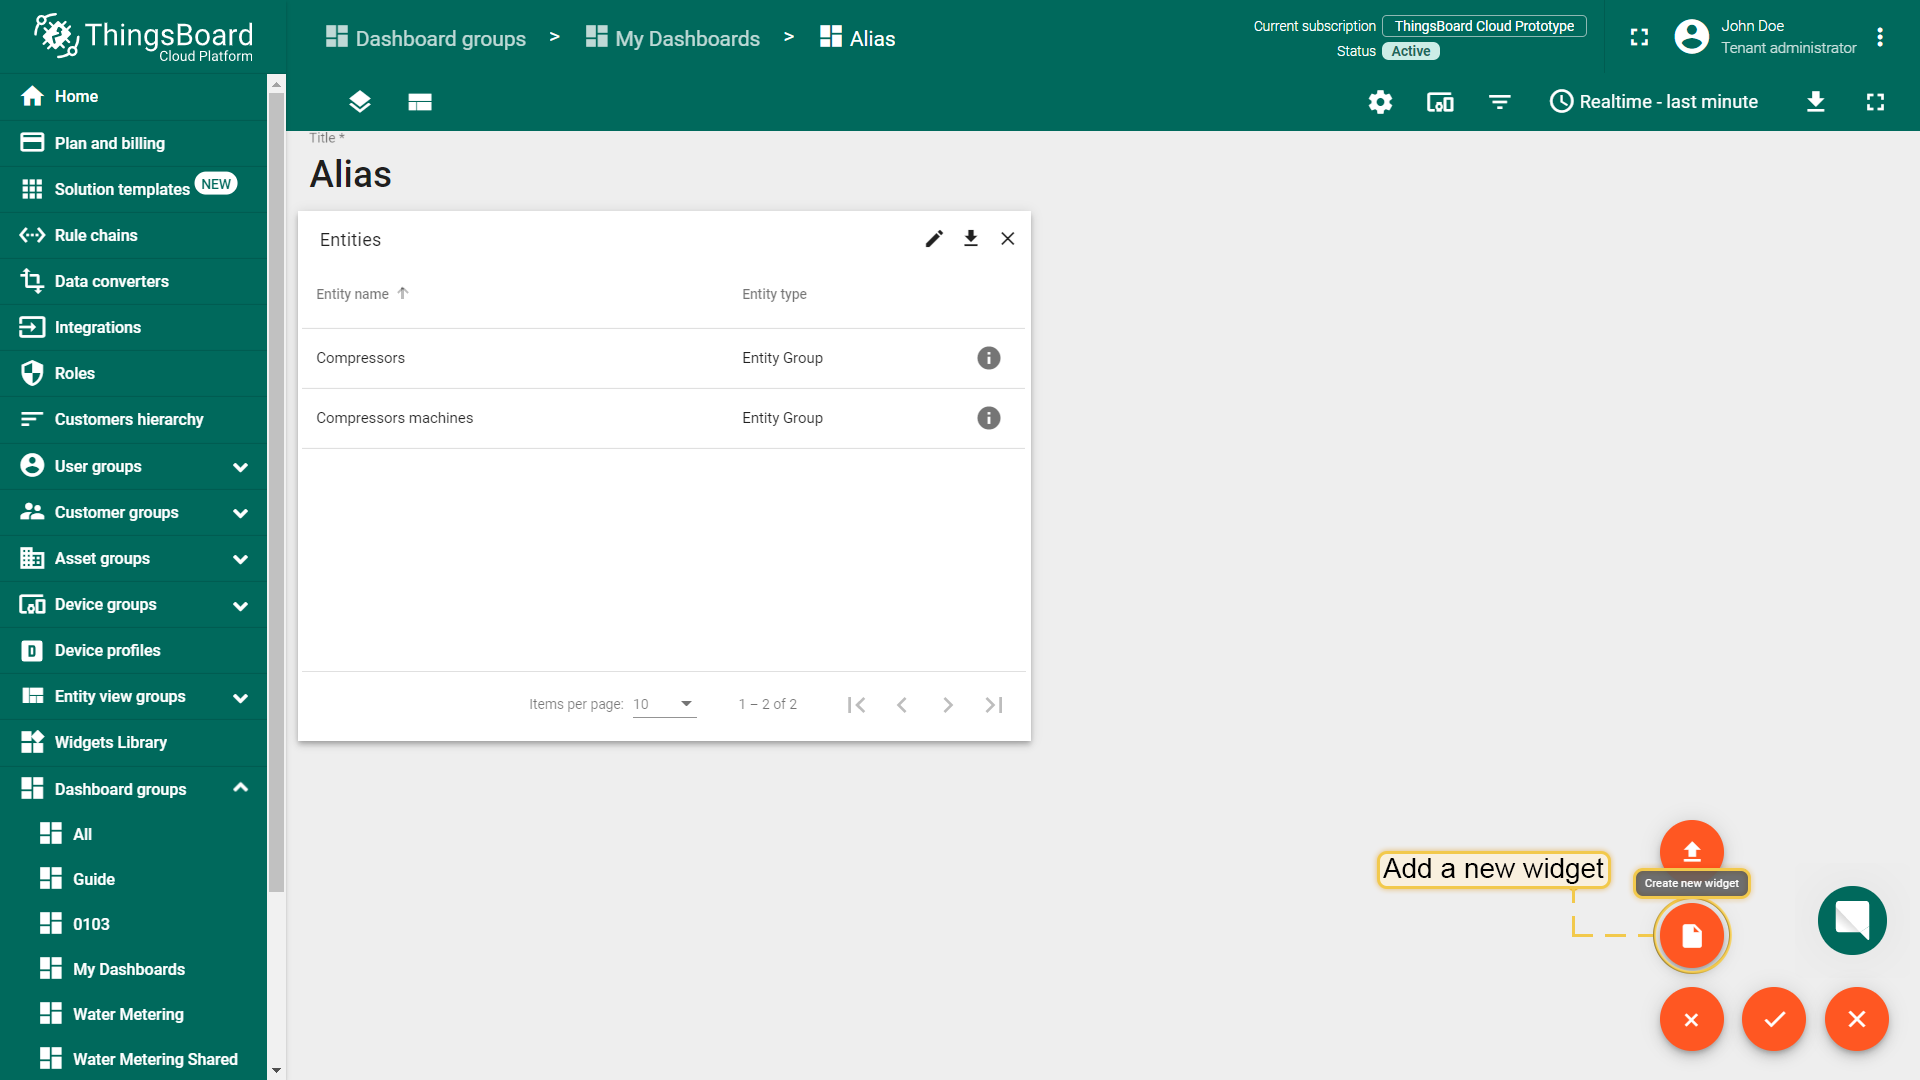 ThingsBoard
Cloud Platform
Dashboard groups > My Dashboards > Alias
Current subscription ThingsBoard Cloud Prototype
Status Active
John Doe
Tenant administrator
Realtime - last minute
Home
Plan and billing
Solution templates NEW
Rule chains
Data converters
Integrations
Roles
Customers hierarchy
User groups
Customer groups
Asset groups
Device groups
D Device profiles
Entity view groups
Widgets Library
Dashboard groups
All
Guide
0103
My Dashboards
Water Metering
Water Metering Shared
Title *
Alias
Entities
Entity name Entity type
Compressors Entity Group
Compressors machines Entity Group
Items per page: 10 1 – 2 of 2
Add a new widget
Create new widget